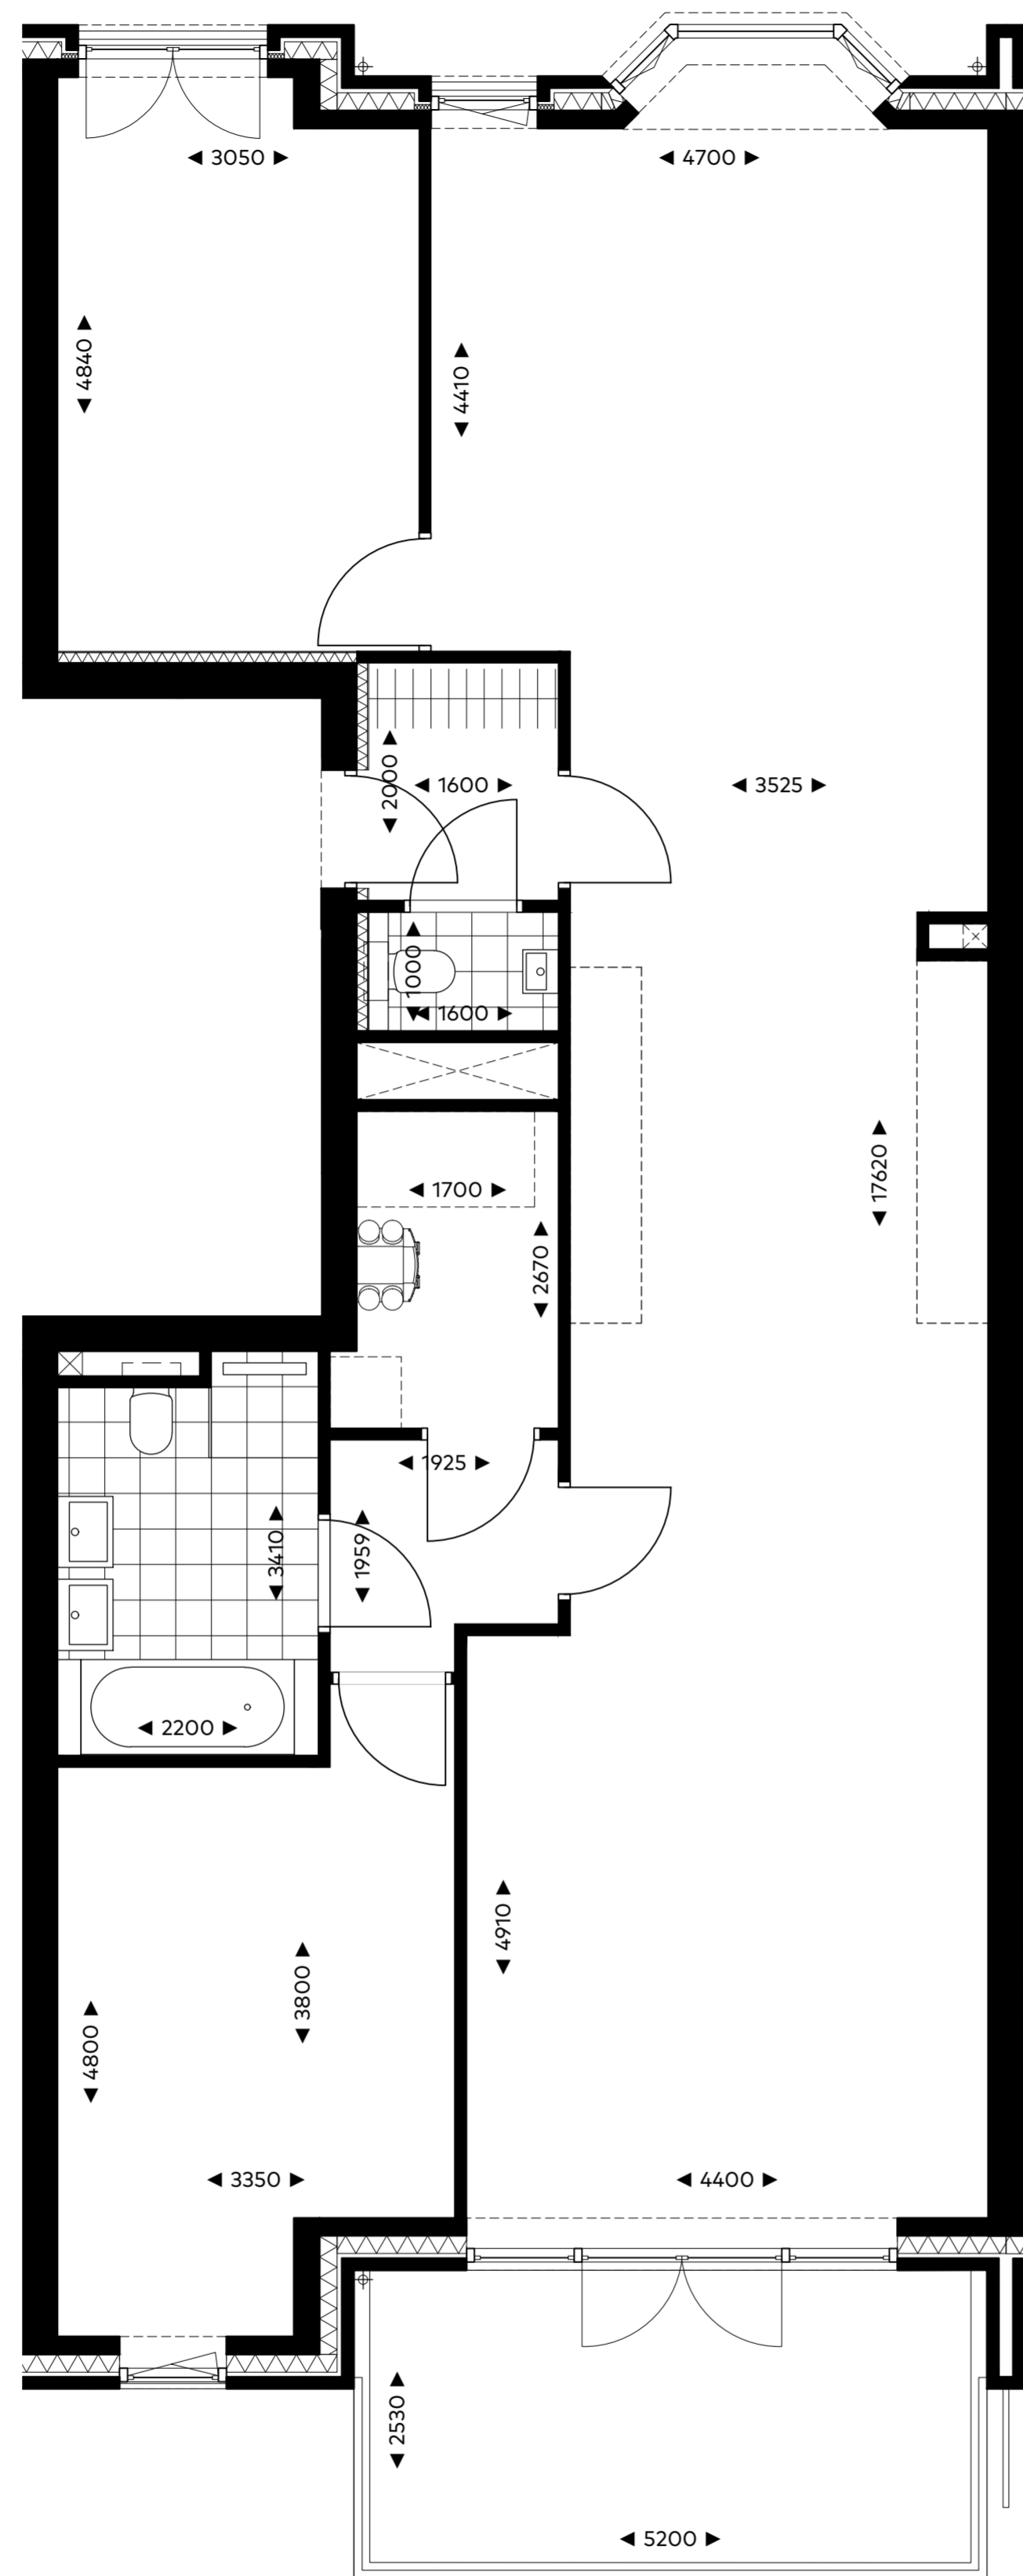 ◄ 3050 ►
◄ 4700 ►
◄ 4840 ►
◄ 4410 ►
◄ 2000 ►
◄ 1600 ►
◄ 3525 ►
◄ 1000 ►
◄ 1600 ►
◄ 17620 ►
◄ 1700 ►
◄ 2670 ►
◄ 1925 ►
◄ 3410 ►
◄ 1959 ►
◄ 2200 ►
◄ 4910 ►
◄ 3800 ►
◄ 4800 ►
◄ 3350 ►
◄ 4400 ►
◄ 2530 ►
◄ 5200 ►